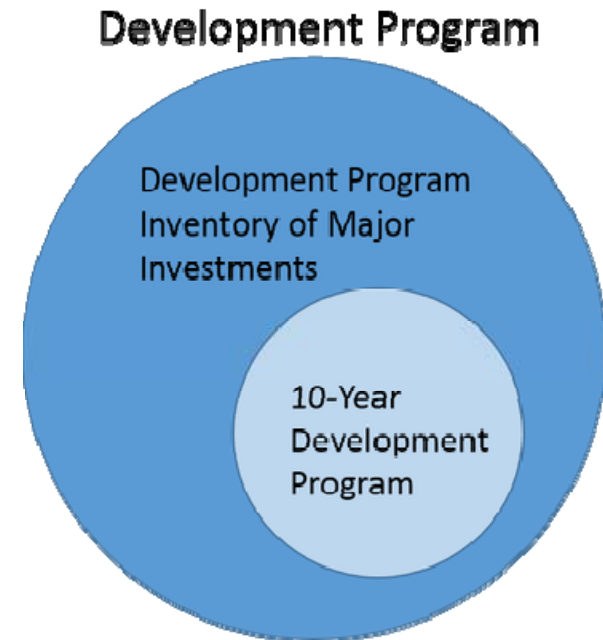 Development Program
Development Program
Inventory of Major
Investments
10-Year
Development
Program